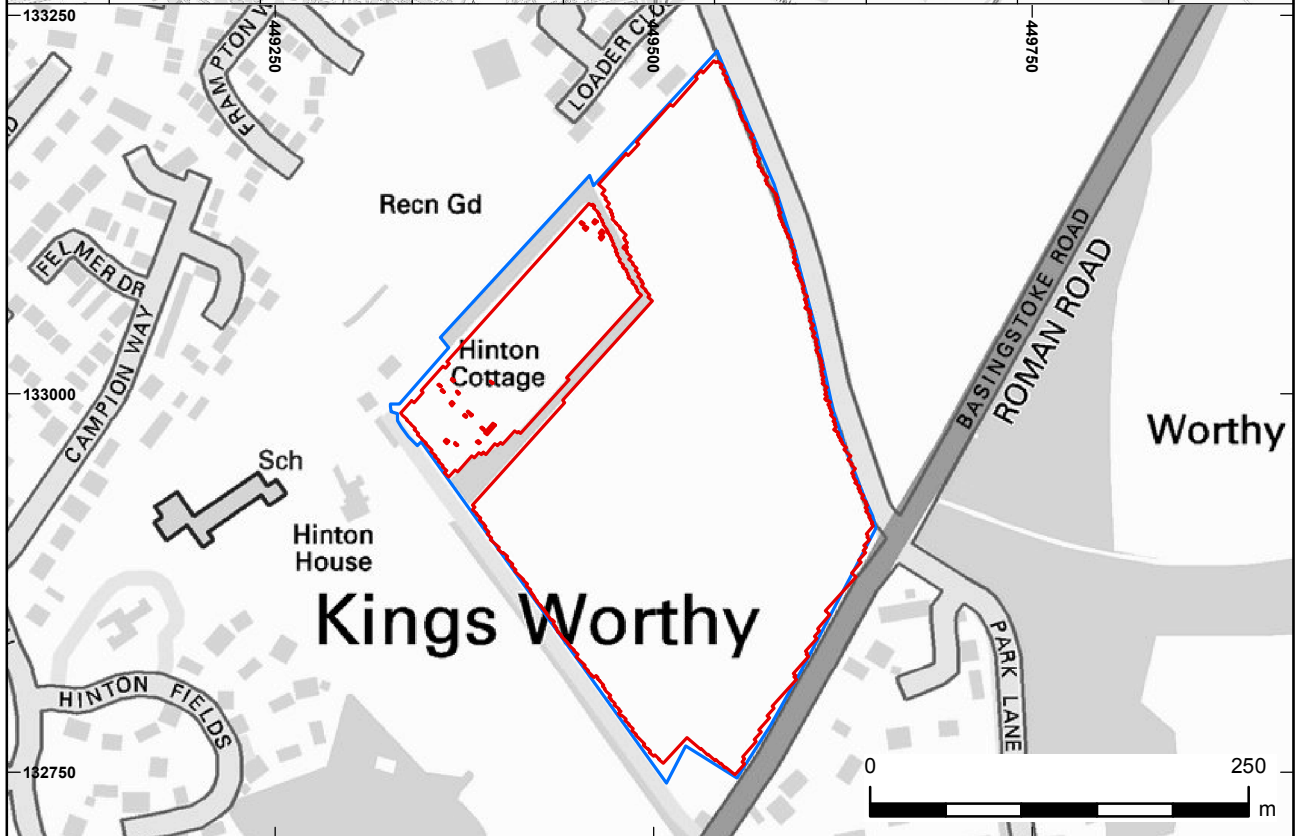 133250
449250
449500
449750
FRAMPTON W
LOADER CLO
Recn Gd
FELMER DR
CAMPION WAY
BASINGSTOKE ROAD
ROMAN ROAD
Hinton
Cottage
133000
Worthy
Sch
Hinton
House
Kings Worthy
PARK LANE
HINTON FIELDS
132750
0 250
m